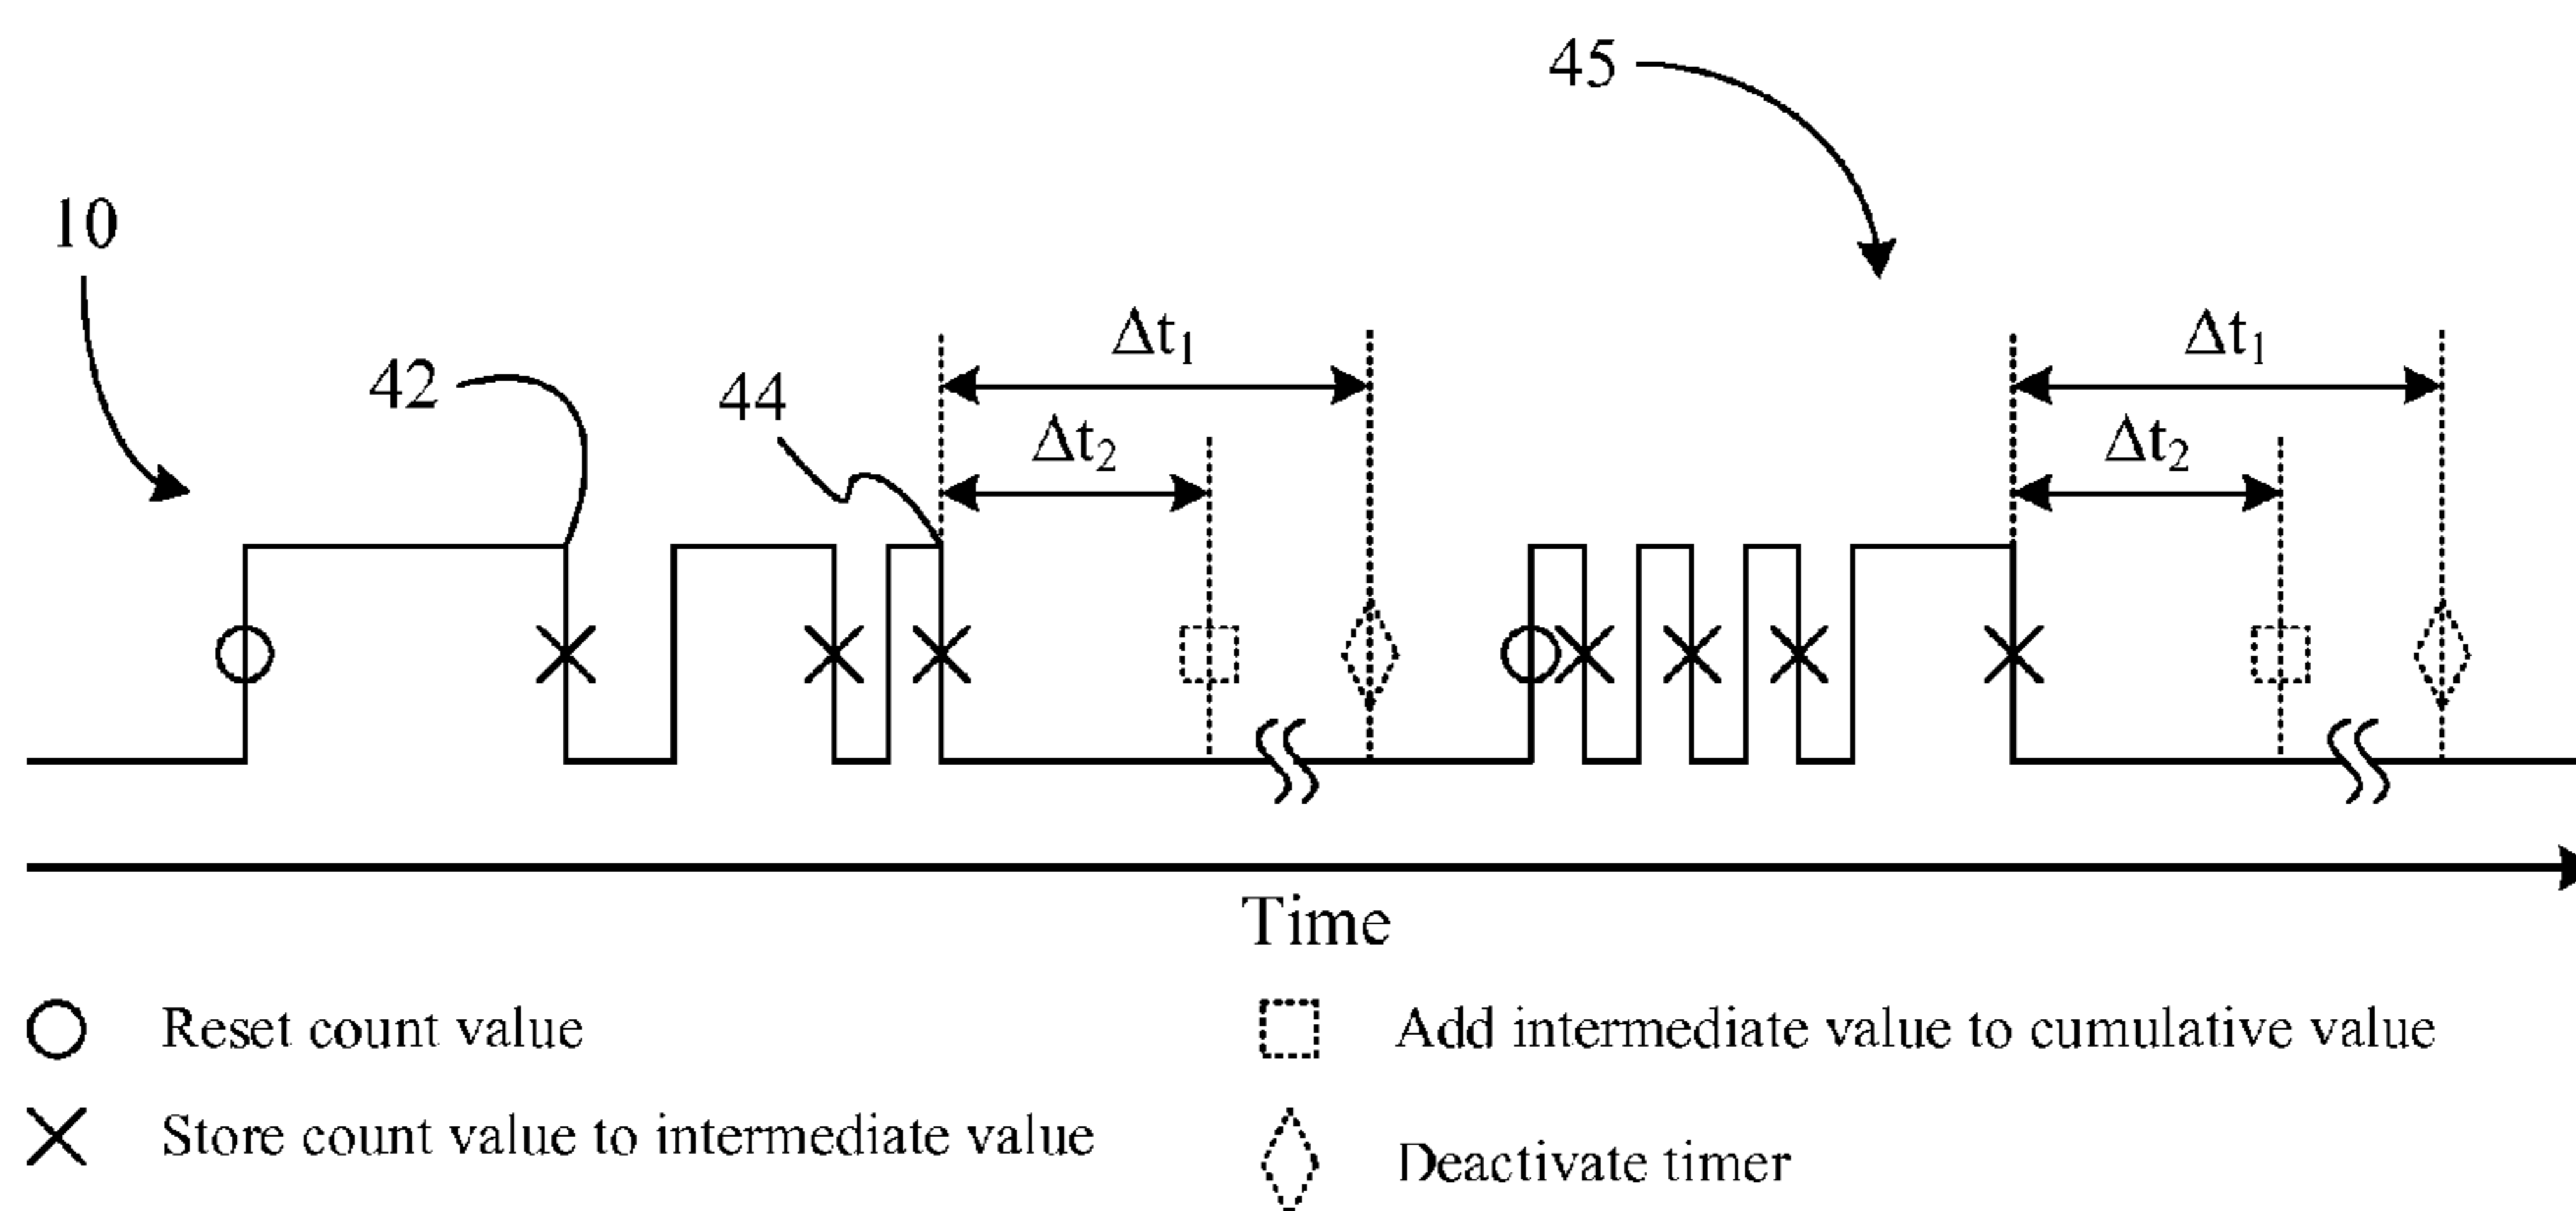 45
10
42
44
Δt₁
Δt₂
Δt₁
Δt₂
Time
Reset count value
Store count value to intermediate value
Add intermediate value to cumulative value
Deactivate timer